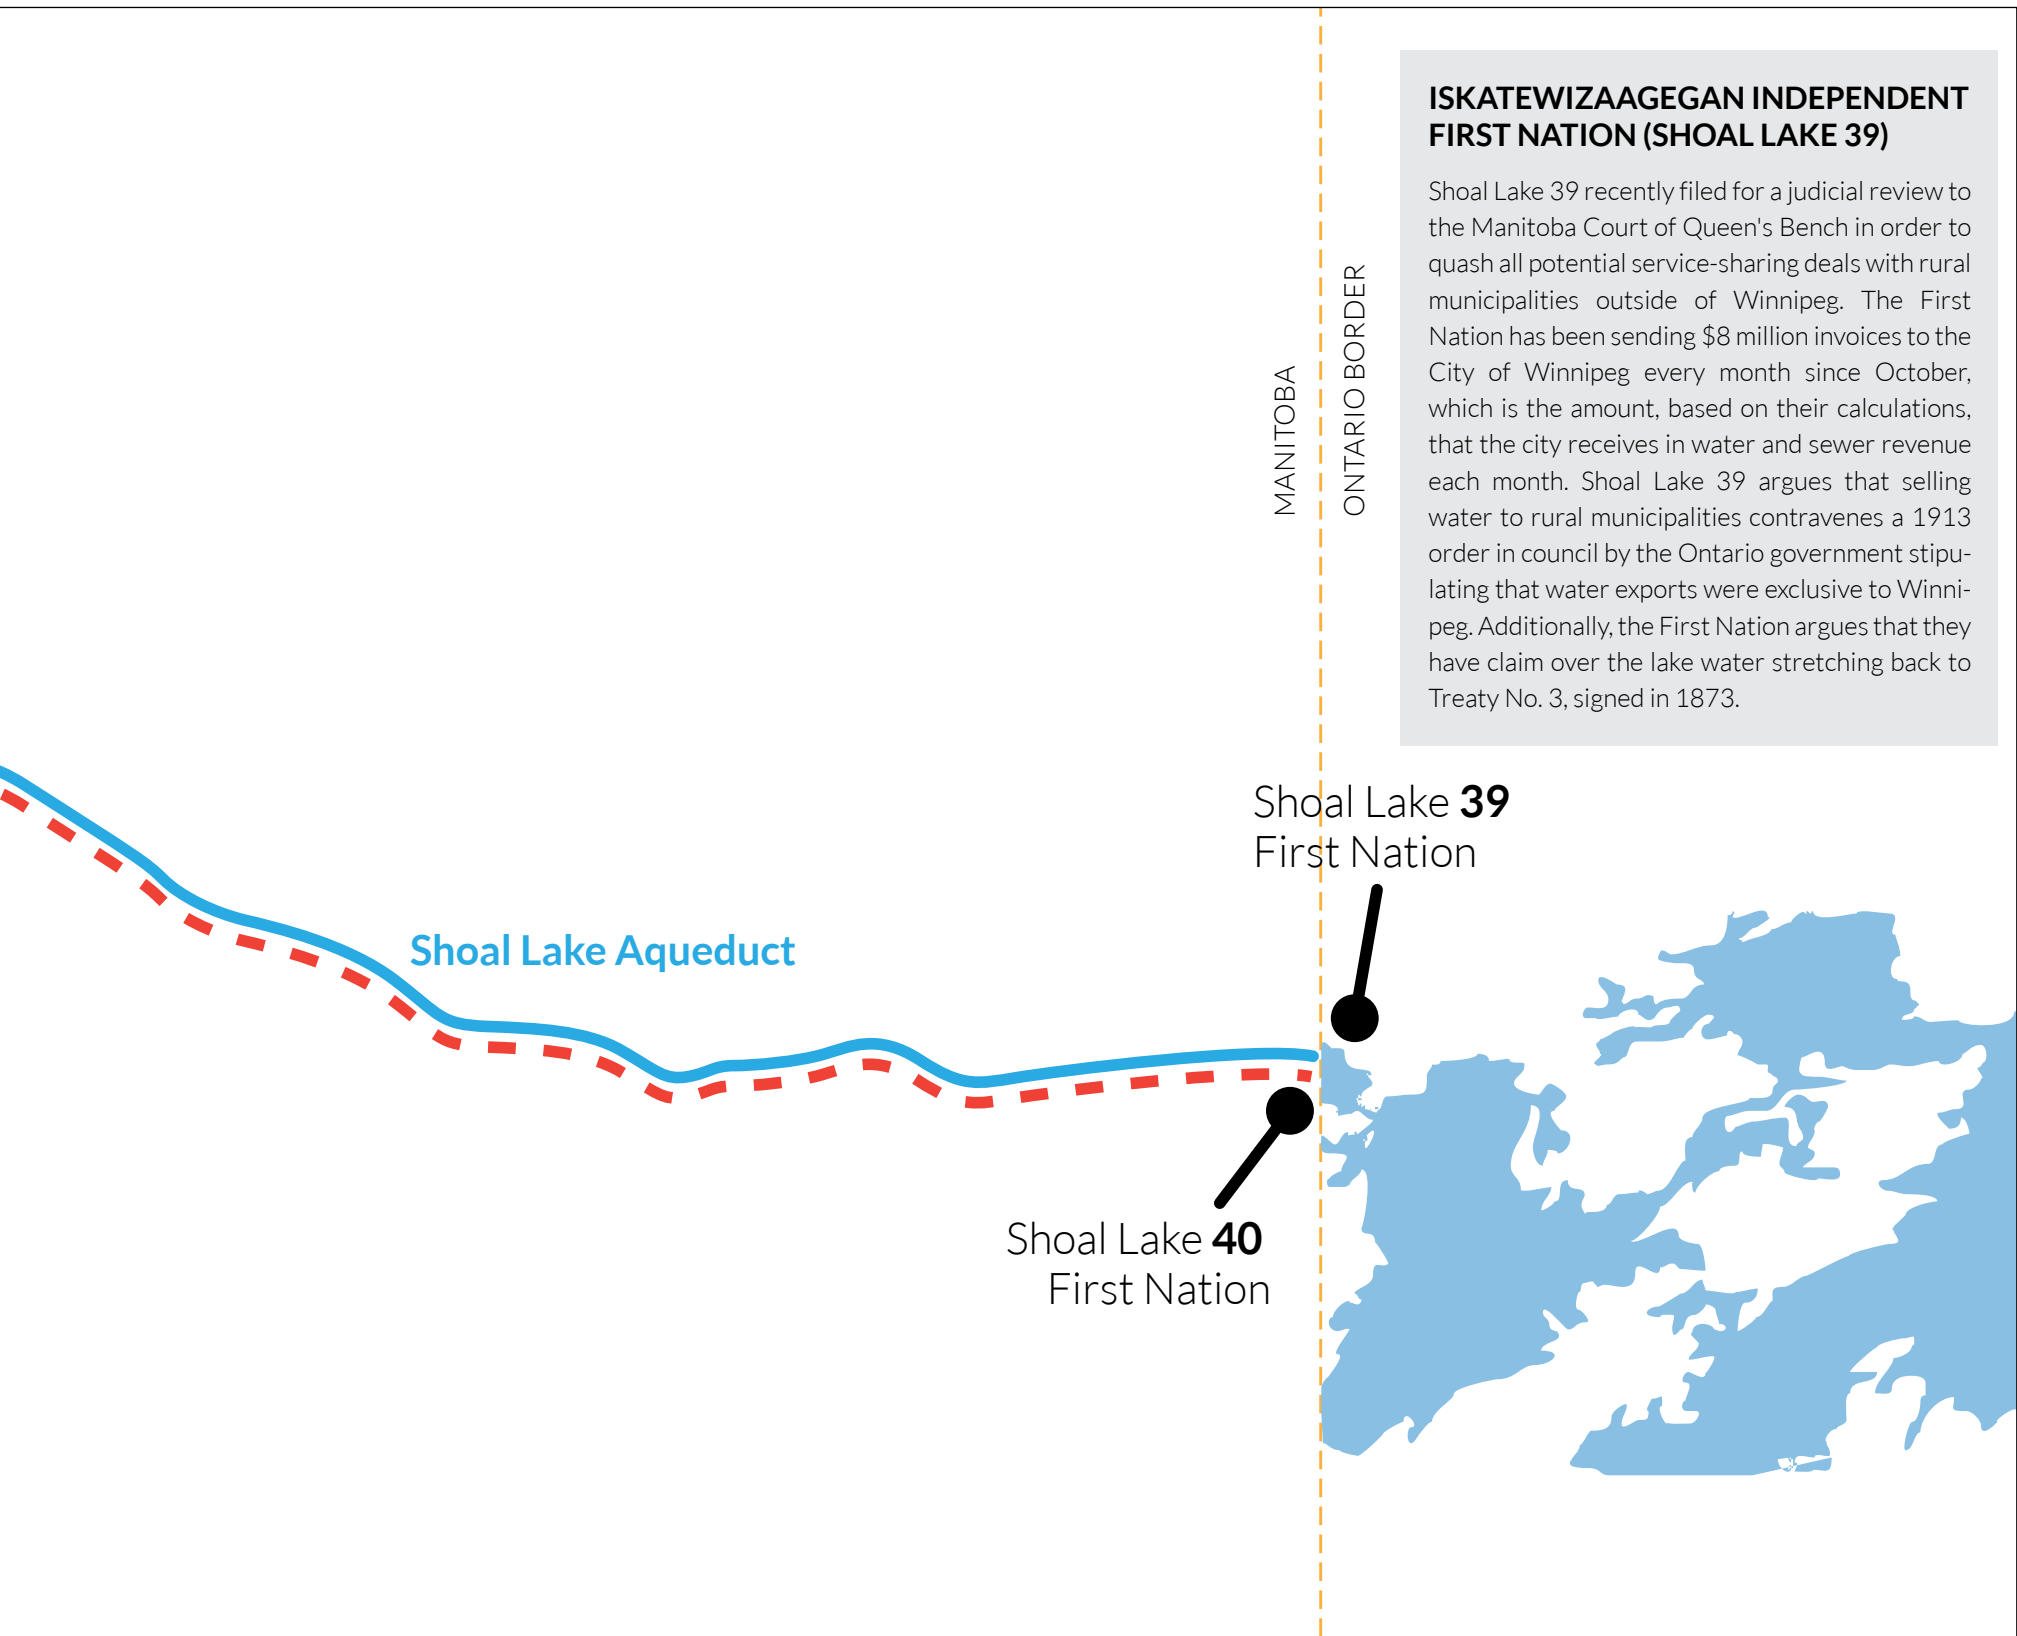 ISKATEWIZAAGEGAN INDEPENDENT
FIRST NATION (SHOAL LAKE 39)
Shoal Lake 39 recently filed for a judicial review to
the Manitoba Court of Queen's Bench in order to
quash all potential service-sharing deals with rural
municipalities outside of Winnipeg. The First
Nation has been sending $8 million invoices to the
City of Winnipeg every month since October,
which is the amount, based on their calculations,
that the city receives in water and sewer revenue
each month. Shoal Lake 39 argues that selling
water to rural municipalities contravenes a 1913
order in council by the Ontario government stipu-
lating that water exports were exclusive to Winni-
peg. Additionally, the First Nation argues that they
have claim over the lake water stretching back to
Treaty No. 3, signed in 1873.
MANITOBA
ONTARIO BORDER
Shoal Lake 39
First Nation
Shoal Lake Aqueduct
Shoal Lake 40
First Nation